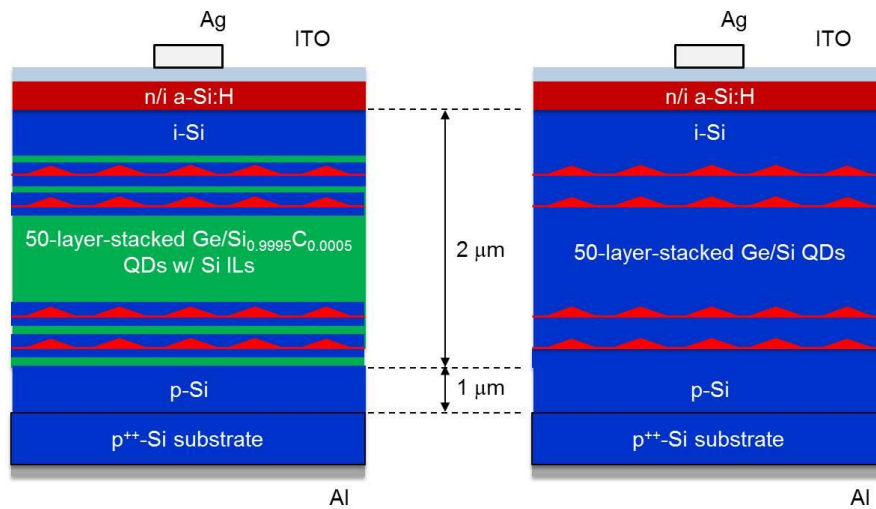 Ag
ITO
n/i a-Si:H
i-Si
50-layer-stacked Ge/Si0.9995C0.0005
QDs w/ Si ILs
p-Si
p++-Si substrate
Al
2 μm
1 μm
Ag
ITO
n/i a-Si:H
i-Si
50-layer-stacked Ge/Si QDs
p-Si
p++-Si substrate
Al